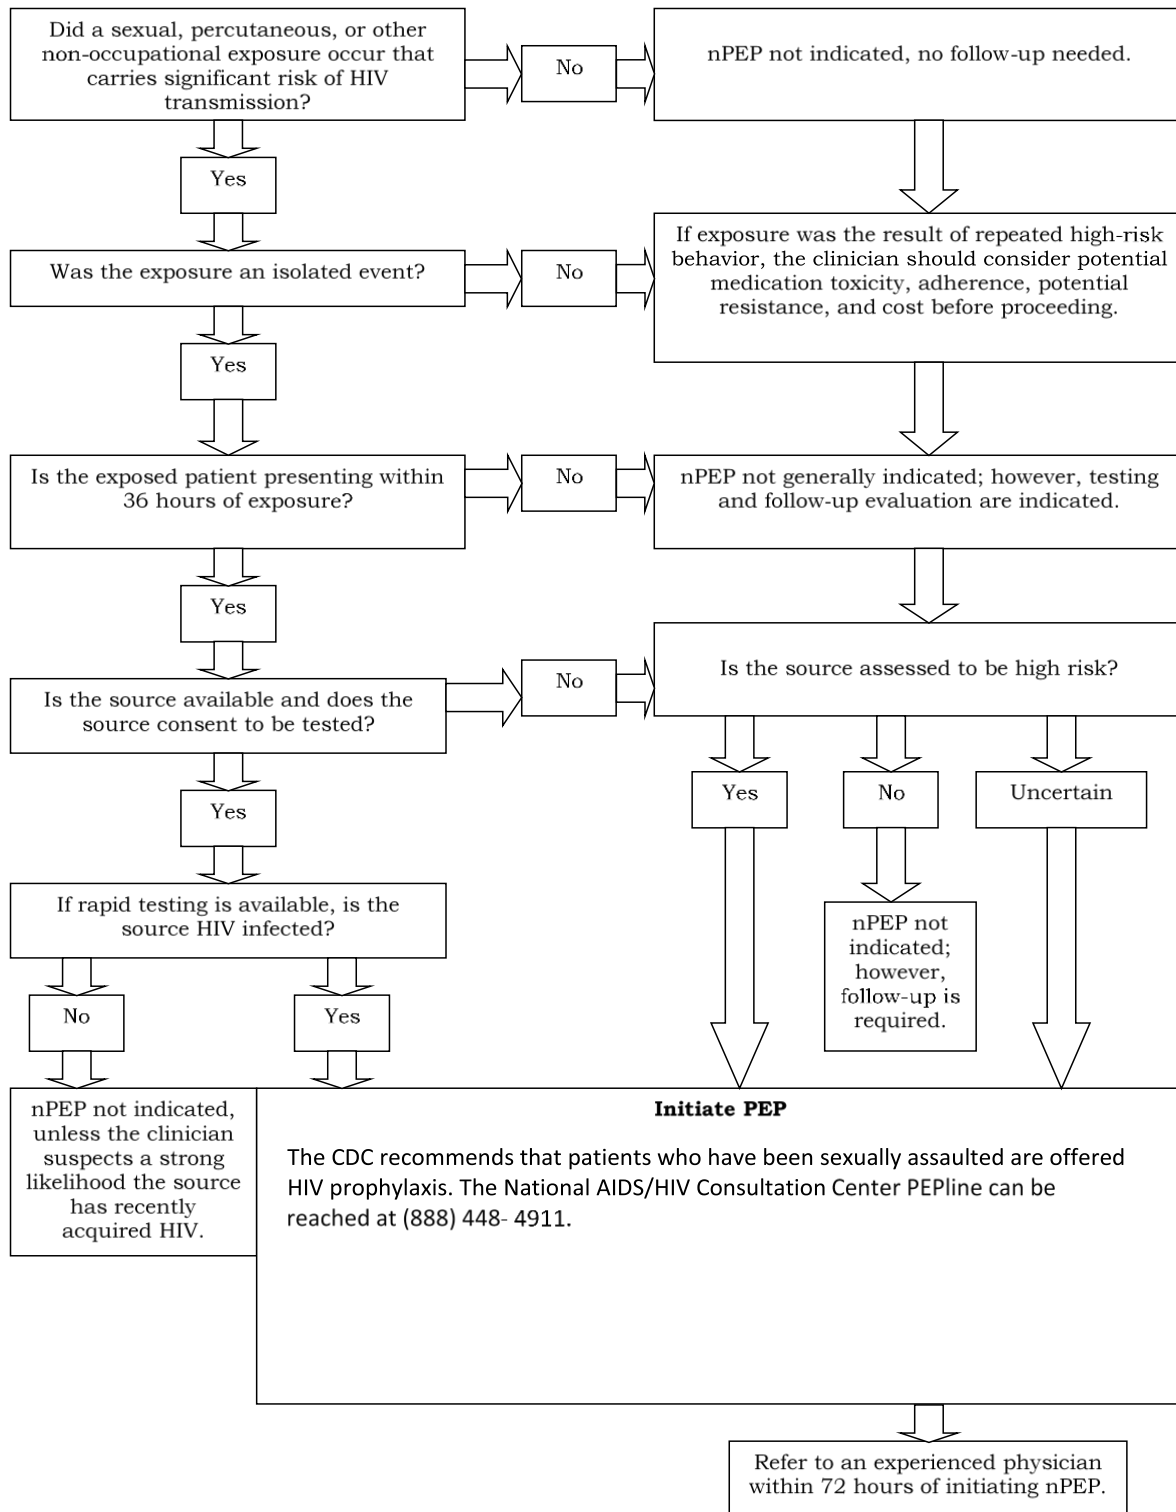 Did a sexual, percutaneous, or other
non-occupational exposure occur that
carries significant risk of HIV
transmission?
No
nPEP not indicated, no follow-up needed.
Yes
Was the exposure an isolated event?
No
If exposure was the result of repeated high-risk
behavior, the clinician should consider potential
medication toxicity, adherence, potential
resistance, and cost before proceeding.
Yes
Is the exposed patient presenting within
36 hours of exposure?
No
nPEP not generally indicated; however, testing
and follow-up evaluation are indicated.
Yes
Is the source available and does the
source consent to be tested?
No
Is the source assessed to be high risk?
Yes
Yes
No
Uncertain
If rapid testing is available, is the
source HIV infected?
nPEP not
indicated;
however,
follow-up is
required.
No
Yes
nPEP not indicated,
unless the clinician
suspects a strong
likelihood the source
has recently
acquired HIV.
Initiate PEP
The CDC recommends that patients who have been sexually assaulted are offered
HIV prophylaxis. The National AIDS/HIV Consultation Center PEPline can be
reached at (888) 448- 4911.
Refer to an experienced physician
within 72 hours of initiating nPEP.